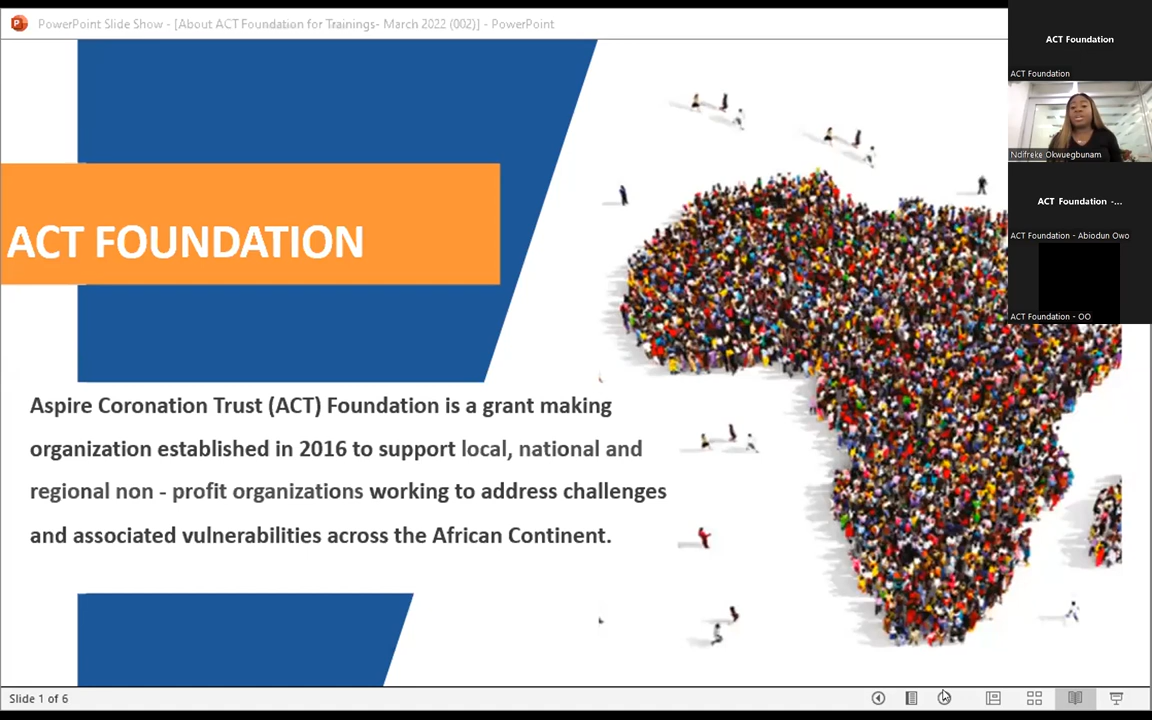 PowerPoint Slide Show - [About ACT Foundation for Trainings- March 2022 (002)] - PowerPoint
ACT Foundation
ACT Foundation
Ndifreke Okwuegbunam
ACT Foundation -...
ACT Foundation - Abiodun Owo
ACT Foundation - OO
ACT FOUNDATION
Aspire Coronation Trust (ACT) Foundation is a grant making
organization established in 2016 to support local, national and
regional non - profit organizations working to address challenges
and associated vulnerabilities across the African Continent.
Slide 1 of 6